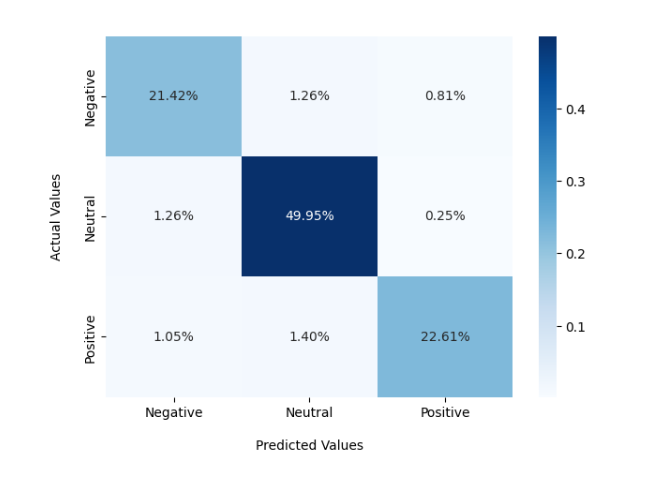 Negative 21.42% 1.26% 0.81%
Neutral 1.26% 49.95% 0.25%
Positive 1.05% 1.40% 22.61%
Negative Neutral Positive
Predicted Values
Actual Values
0.4
0.3
0.2
0.1